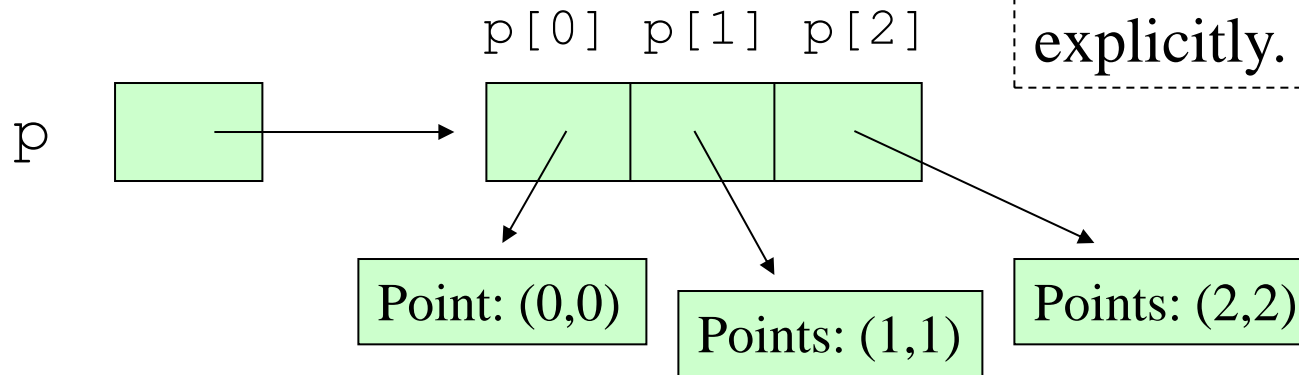 p[0] p[1] p[2]
explicitly.
p
Point: (0,0)
Points: (1,1)
Points: (2,2)